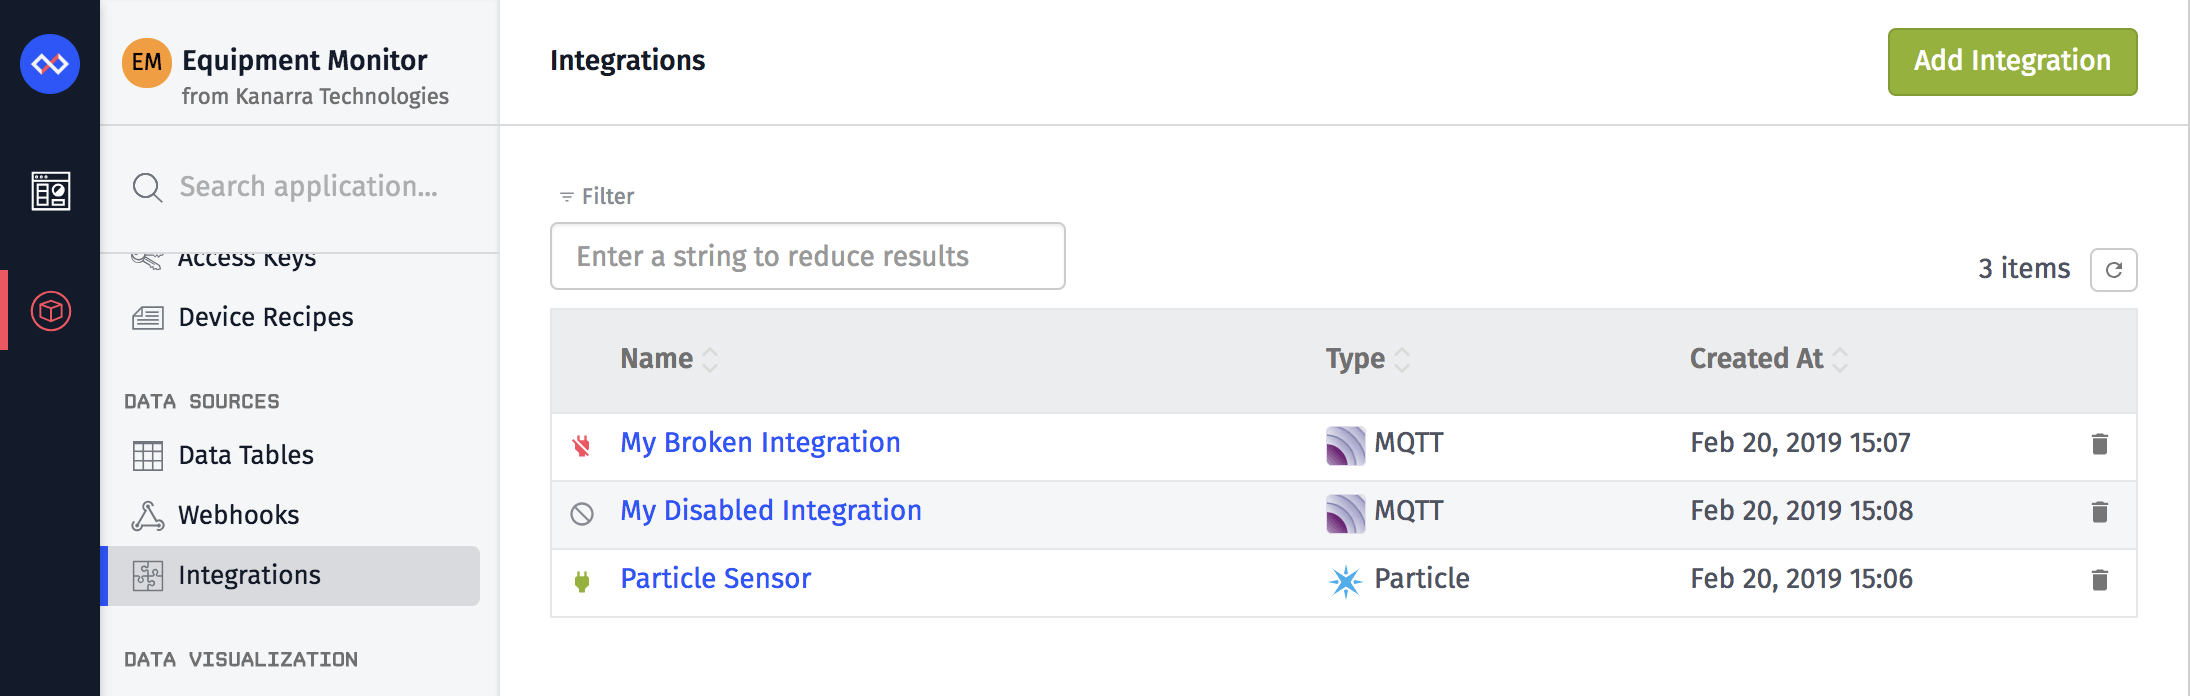 EM
Equipment Monitor
from Kanarra Technologies
Search application...
Access Keys
Device Recipes
DATA SOURCES
Data Tables
Webhooks
Integrations
DATA VISUALIZATION
Integrations
Add Integration
Filter
Enter a string to reduce results
3 items
Name Type Created At
My Broken Integration MQTT Feb 20, 2019 15:07
My Disabled Integration MQTT Feb 20, 2019 15:08
Particle Sensor Particle Feb 20, 2019 15:06